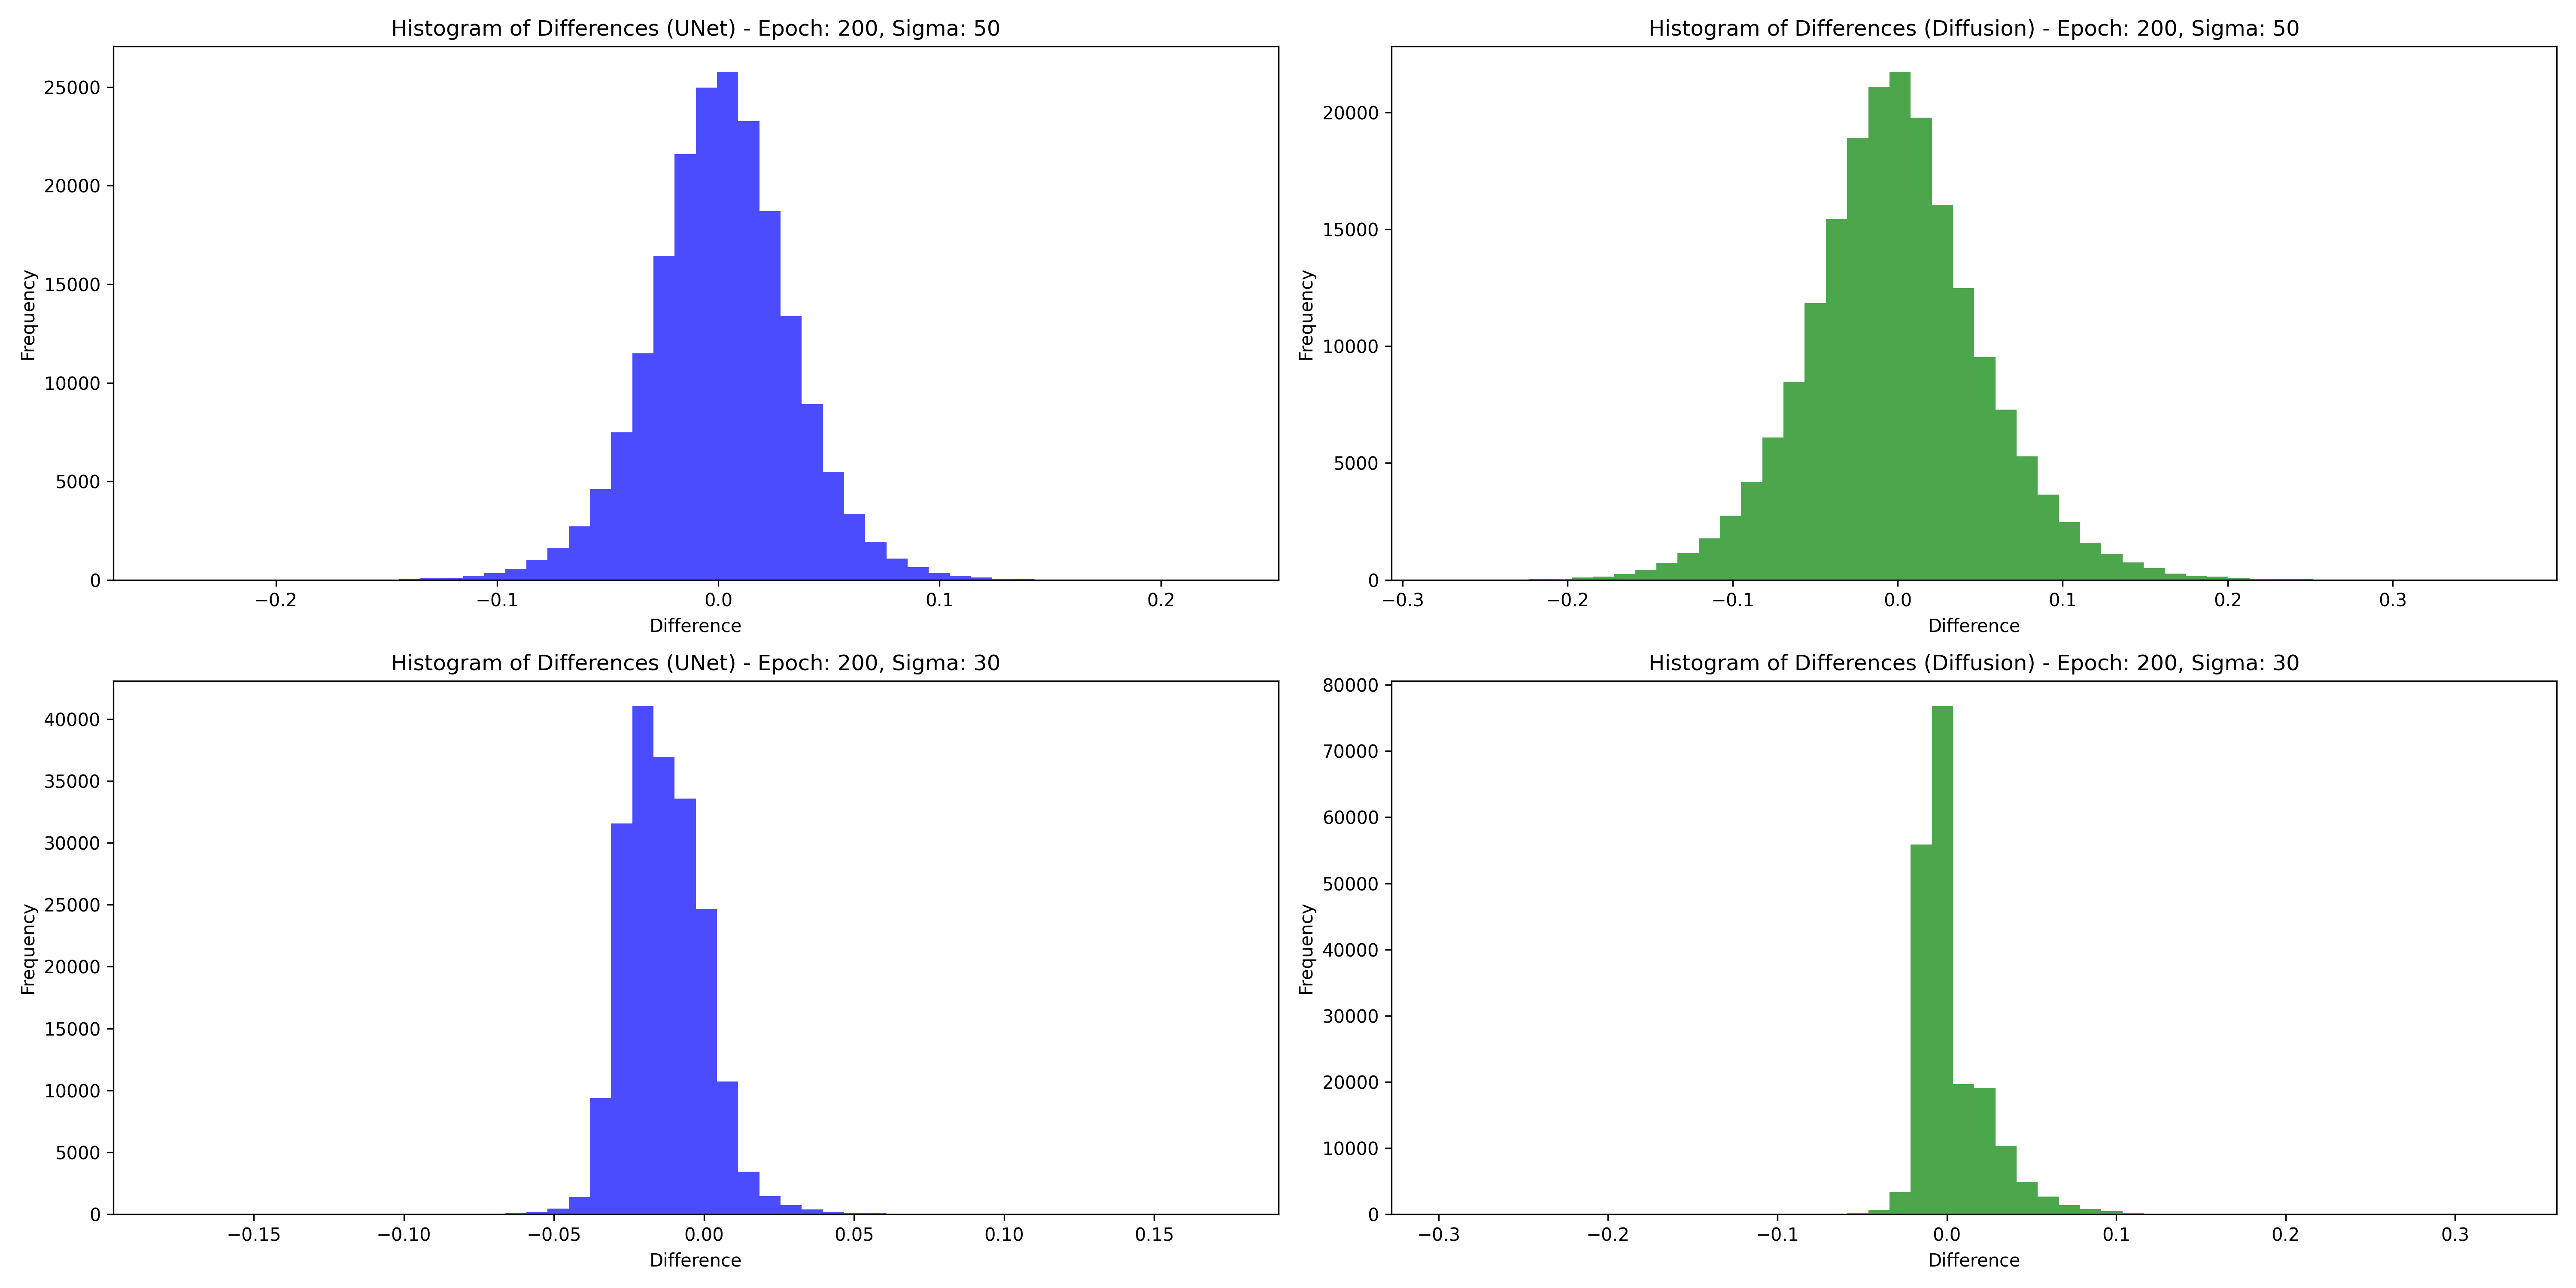 Histogram of Differences (UNet) - Epoch: 200, Sigma: 50
Frequency
25000
20000
15000
10000
5000
0
−0.2 −0.1 0.0 0.1 0.2
Difference
Histogram of Differences (Diffusion) - Epoch: 200, Sigma: 50
Frequency
20000
15000
10000
5000
0
−0.3 −0.2 −0.1 0.0 0.1 0.2 0.3
Difference
Histogram of Differences (UNet) - Epoch: 200, Sigma: 30
Frequency
40000
35000
30000
25000
20000
15000
10000
5000
0
−0.15 −0.10 −0.05 0.00 0.05 0.10 0.15
Difference
Histogram of Differences (Diffusion) - Epoch: 200, Sigma: 30
Frequency
80000
70000
60000
50000
40000
30000
20000
10000
0
−0.3 −0.2 −0.1 0.0 0.1 0.2 0.3
Difference